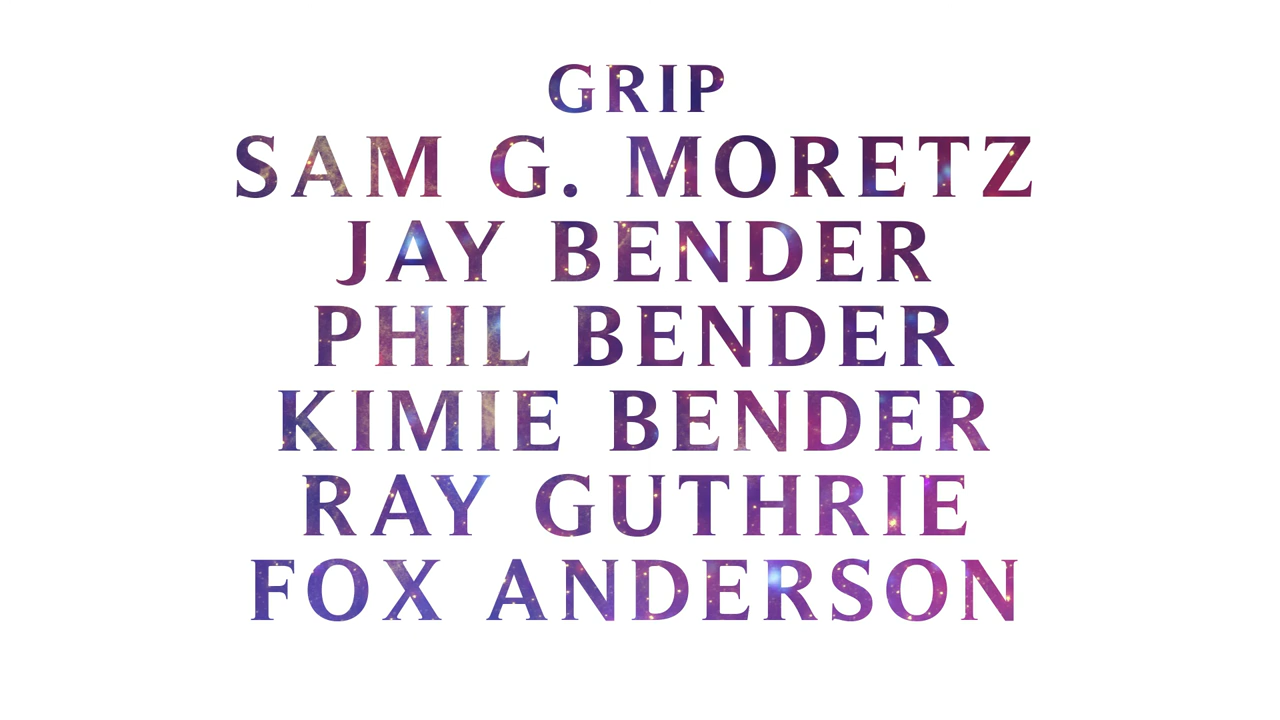 GRIP
SAM G. MORETZ
JAY BENDER
PHIL BENDER
KIMIE BENDER
RAY GUTHRIE
FOX ANDERSON